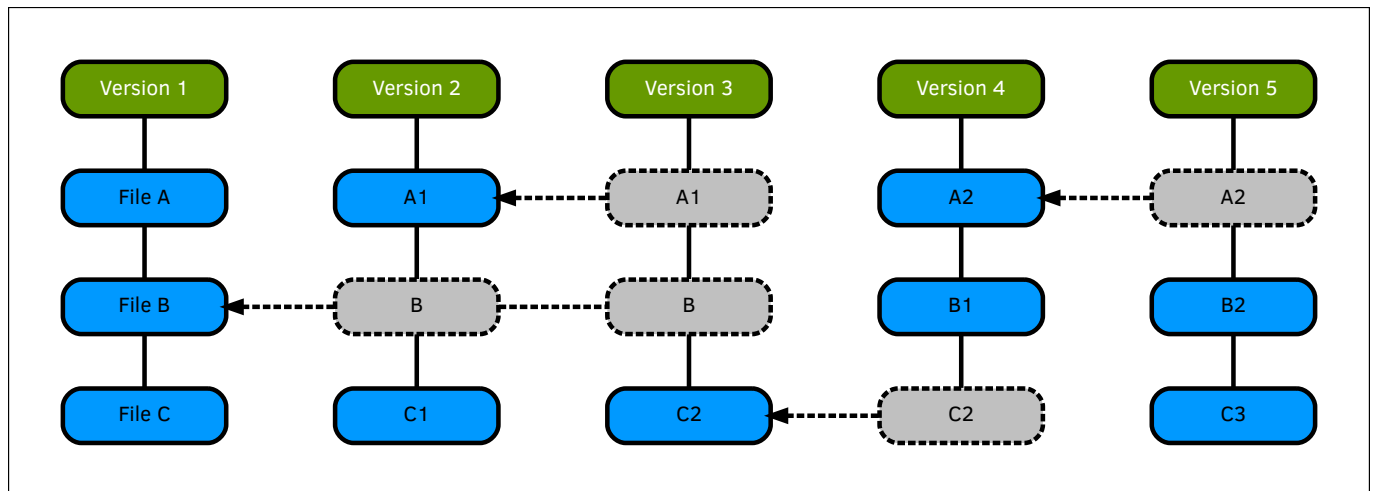 Version 1
Version 2
Version 3
Version 4
Version 5
File A
A1
A1
A2
A2
File B
B
B
B1
B2
File C
C1
C2
C2
C3